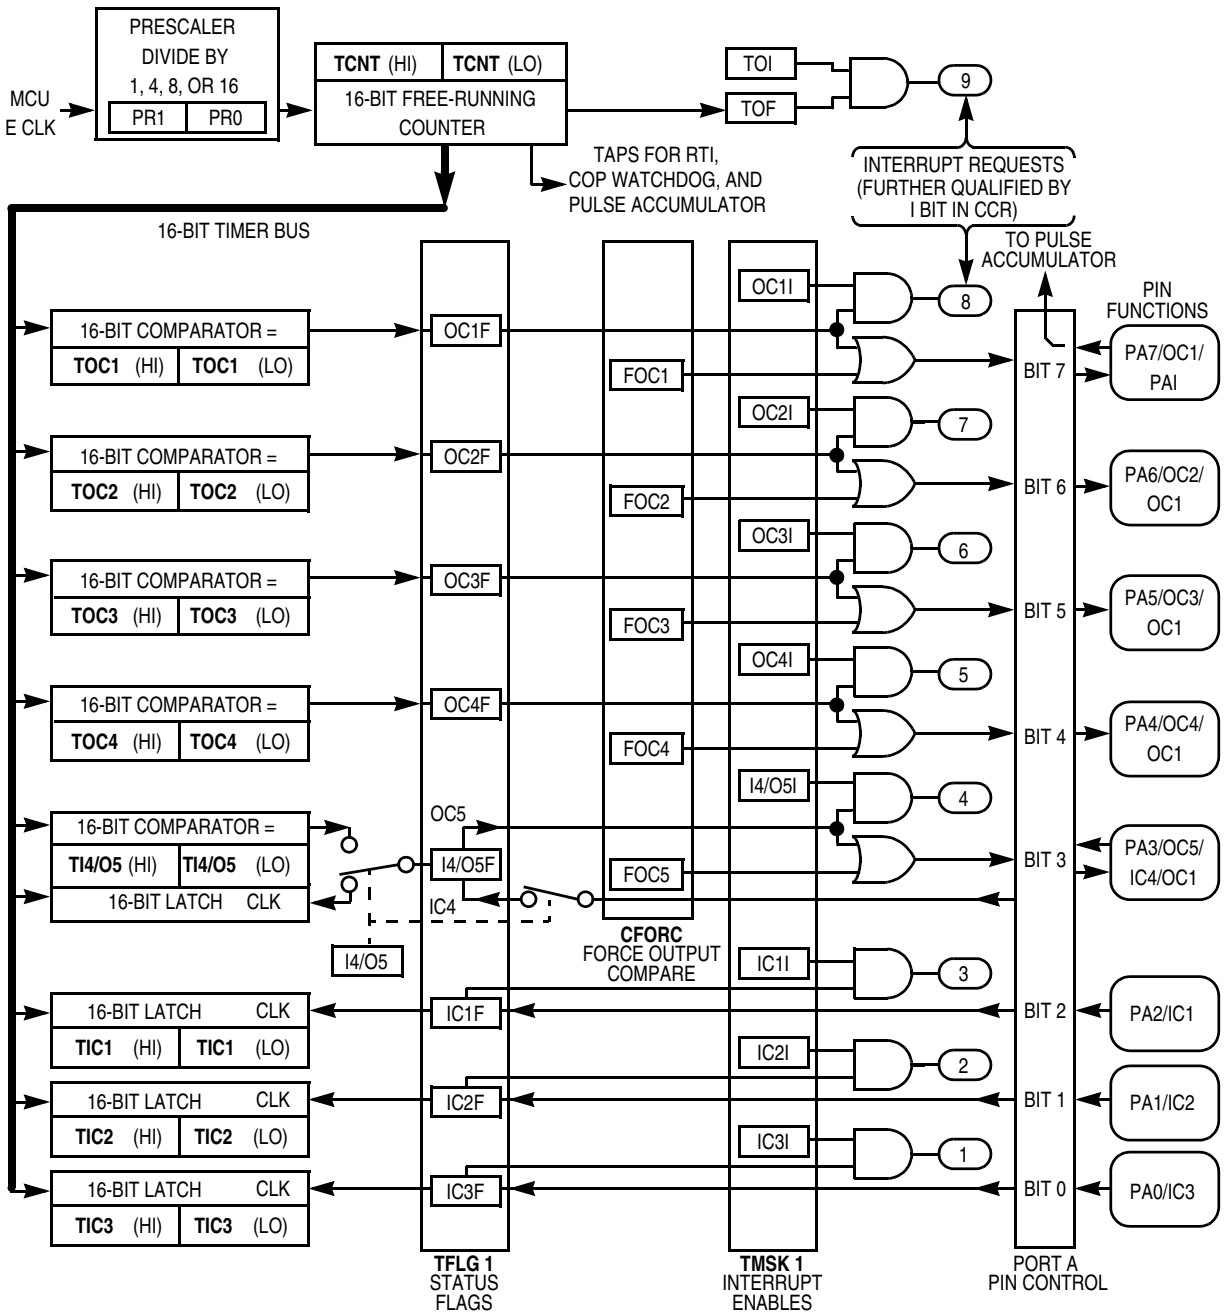 PRESCALER
DIVIDE BY
1, 4, 8, OR 16
PR1 PR0
MCU
E CLK
TCNT (HI) TCNT (LO)
16-BIT FREE-RUNNING
COUNTER
TOI
TOF
9
TAPS FOR RTI,
COP WATCHDOG, AND
PULSE ACCUMULATOR
INTERRUPT REQUESTS
(FURTHER QUALIFIED BY
I BIT IN CCR)
16-BIT TIMER BUS
TO PULSE
ACCUMULATOR
PIN
FUNCTIONS
OC1I
8
16-BIT COMPARATOR =
TOC1 (HI) TOC1 (LO)
OC1F
FOC1
BIT 7
PA7/OC1/
PAI
OC2I
7
16-BIT COMPARATOR =
TOC2 (HI) TOC2 (LO)
OC2F
FOC2
BIT 6
PA6/OC2/
OC1
OC3I
6
16-BIT COMPARATOR =
TOC3 (HI) TOC3 (LO)
OC3F
FOC3
BIT 5
PA5/OC3/
OC1
OC4I
5
16-BIT COMPARATOR =
TOC4 (HI) TOC4 (LO)
OC4F
FOC4
BIT 4
PA4/OC4/
OC1
I4/O5I
4
16-BIT COMPARATOR =
TI4/O5 (HI) TI4/O5 (LO)
16-BIT LATCH CLK
OC5
I4/O5F
IC4
FOC5
BIT 3
PA3/OC5/
IC4/OC1
I4/O5
CFORC
FORCE OUTPUT
COMPARE
IC1I
3
16-BIT LATCH CLK
TIC1 (HI) TIC1 (LO)
IC1F
BIT 2
PA2/IC1
IC2I
2
16-BIT LATCH CLK
TIC2 (HI) TIC2 (LO)
IC2F
BIT 1
PA1/IC2
IC3I
1
16-BIT LATCH CLK
TIC3 (HI) TIC3 (LO)
IC3F
BIT 0
PA0/IC3
TFLG 1
STATUS
FLAGS
TMSK 1
INTERRUPT
ENABLES
PORT A
PIN CONTROL